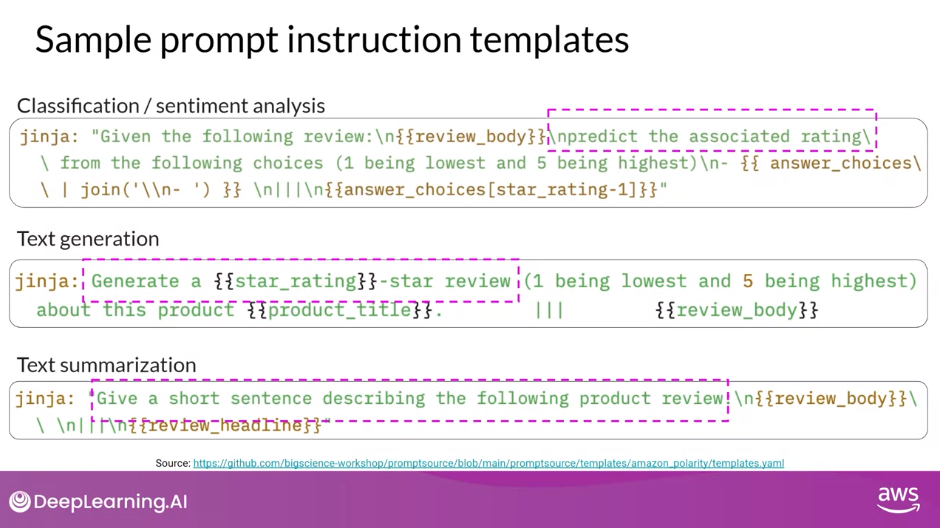 Sample prompt instruction templates
Classification / sentiment analysis
jinja: "Given the following review:\n{{review_body}}\npredict the associated rating\
\ from the following choices (1 being lowest and 5 being highest)\n- {{ answer_choices\
\ | join('\\n- ') }} \n|||\n{{answer_choices[star_rating-1]}}"
Text generation
jinja: Generate a {{star_rating}}-star review (1 being lowest and 5 being highest)
about this product {{product_title}}. ||| {{review_body}}
Text summarization
jinja: "Give a short sentence describing the following product review:\n{{review_body}}\
\ \n|||\n{{review_headline}}"
Source: https://github.com/bigscience-workshop/promptsource/blob/main/promptsource/templates/amazon_polarity/templates.yaml
DeepLearning.AI
aws